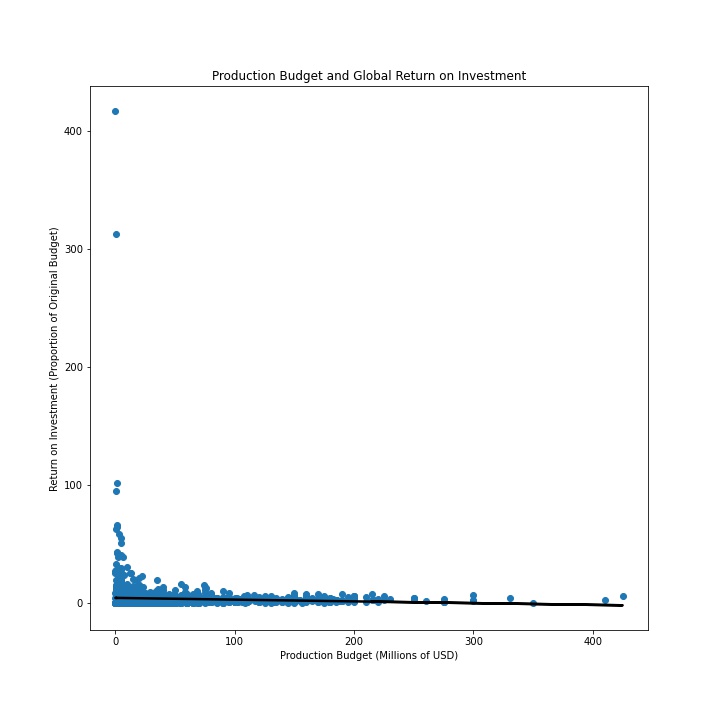 Production Budget and Global Return on Investment
400
300
200
100
0
Return on Investment (Proportion of Original Budget)
0 100 200 300 400
Production Budget (Millions of USD)